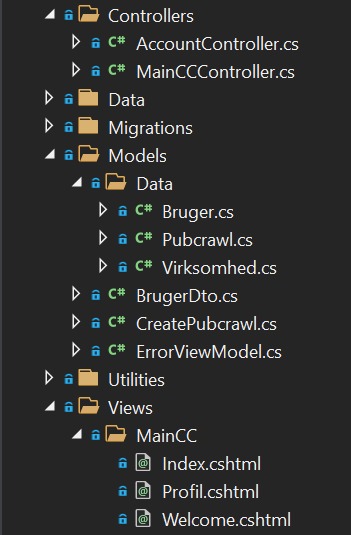 Controllers
C# AccountController.cs
C# MainCCController.cs
Data
Migrations
Models
Data
C# Bruger.cs
C# Pubcrawl.cs
C# Virksomhed.cs
C# BrugerDto.cs
C# CreatePubcrawl.cs
C# ErrorViewModel.cs
Utilities
Views
MainCC
@ Index.cshtml
@ Profil.cshtml
@ Welcome.cshtml